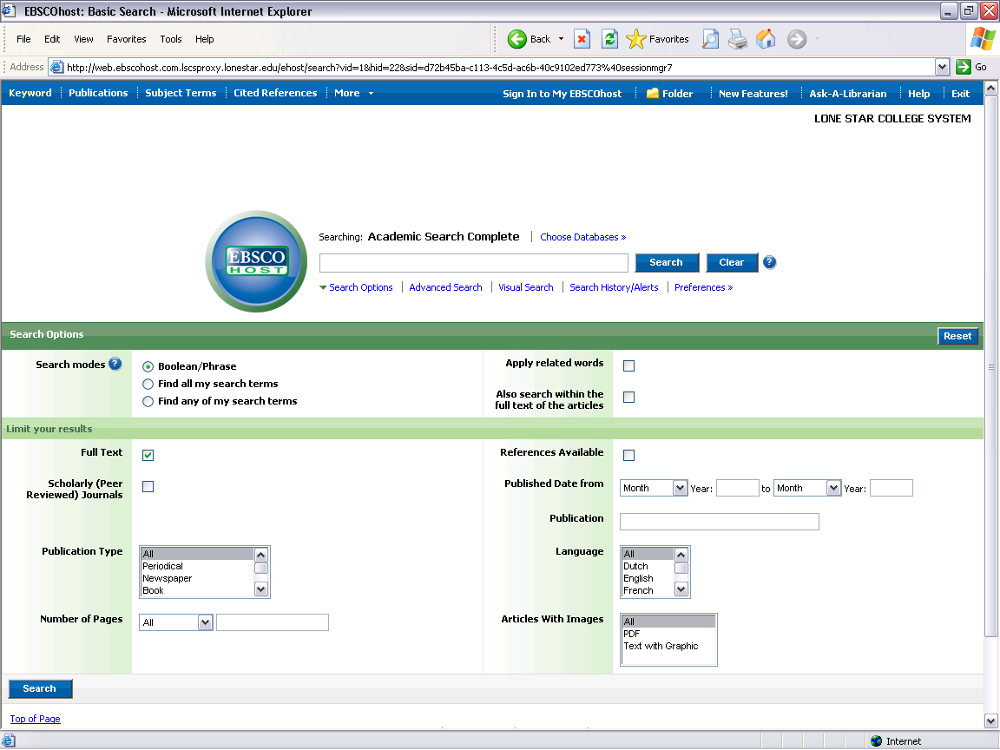 EBSCOhost: Basic Search - Microsoft Internet Explorer
File Edit View Favorites Tools Help Back Favorites
Address http://web.ebscohost.com.lscsproxy.lonestar.edu/ehost/search?vid=1&hid=22&sid=d72b45ba-c113-4c5d-ac6b-40c9102ed773%40sessionmgr7 Go
Keyword Publications Subject Terms Cited References More Sign In to My EBSCOhost Folder New Features! Ask-A-Librarian Help Exit
LONE STAR COLLEGE SYSTEM
Searching: Academic Search Complete Choose Databases »
EBSCO
HOST
Search Clear ?
Search Options Advanced Search Visual Search Search History/Alerts Preferences »
Search Options Reset
Search modes ? Boolean/Phrase Apply related words
Find all my search terms
Find any of my search terms
Also search within the
full text of the articles
Limit your results
Full Text References Available
Scholarly (Peer
Reviewed) Journals
Published Date from Month Year: to Month Year:
Publication
Publication Type All
Periodical
Newspaper
Book
Language All
Dutch
English
French
Number of Pages All
Articles With Images All
PDF
Text with Graphic
Search
Top of Page
Internet